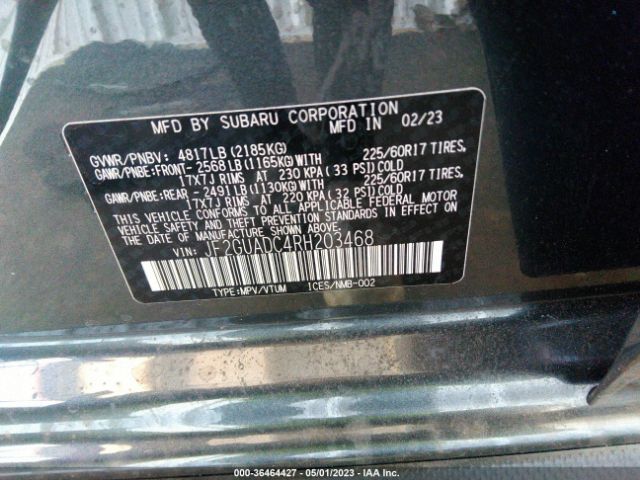 MFD BY SUBARU CORPORATION
MFD IN 02/23
GVWR/PNBV: 4817LB (2185KG)
GAWR/PNBE: FRONT- 2568LB (1165KG) WITH 225/60R17 TIRES,
17X7J RIMS AT 230 KPA (33 PSI) COLD
GAWR/PNBE: REAR - 2491LB (1130KG) WITH 225/60R17 TIRES,
17X7J RIMS AT 220 KPA (32 PSI) COLD
THIS VEHICLE CONFORMS TO ALL APPLICABLE FEDERAL MOTOR
VEHICLE SAFETY AND THEFT PREVENTION STANDARDS IN EFFECT ON
THE DATE OF MANUFACTURE SHOWN ABOVE.
VIN: JF2GUADC4RH203468
TYPE:MPV/VTUM ICES/NMB-002
000-36464427 - 05/01/2023 - IAA Inc.